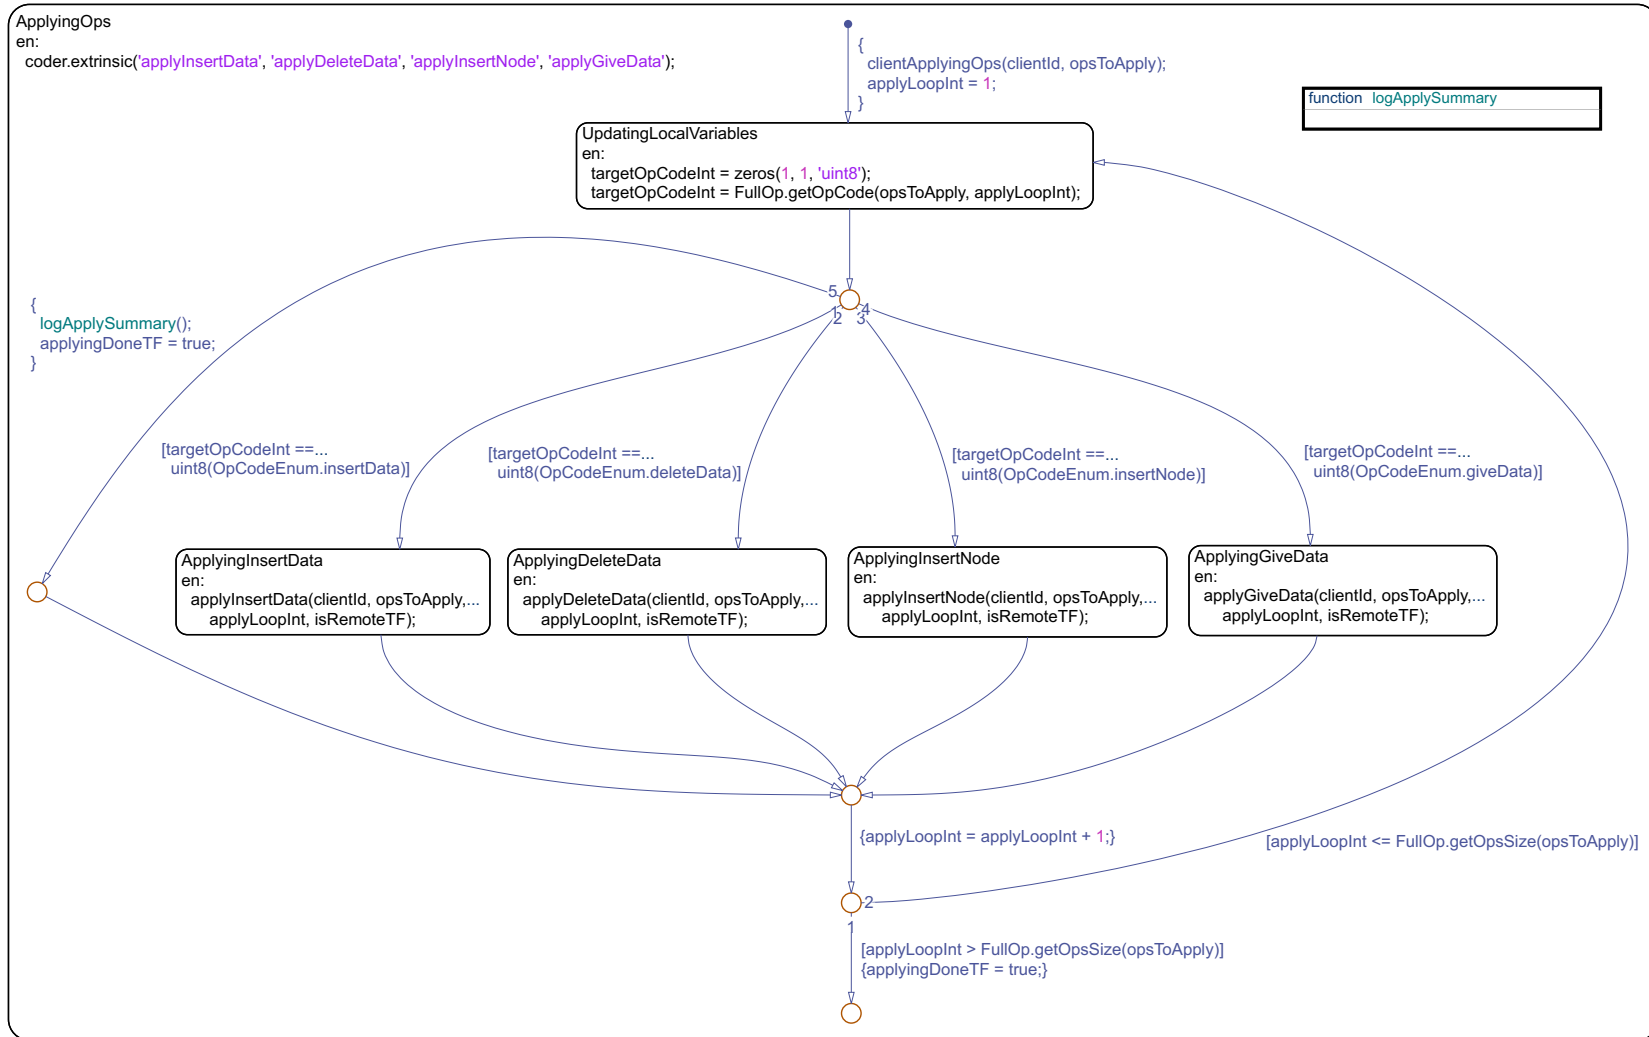 ApplyingOps
en:
coder.extrinsic('applyInsertData', 'applyDeleteData', 'applyInsertNode', 'applyGiveData');
{
clientApplyingOps(clientId, opsToApply);
applyLoopInt = 1;
}
function logApplySummary
UpdatingLocalVariables
en:
targetOpCodeInt = zeros(1, 1, 'uint8');
targetOpCodeInt = FullOp.getOpCode(opsToApply, applyLoopInt);
5
1
2
4
3
{
logApplySummary();
applyingDoneTF = true;
}
[targetOpCodeInt ==...
uint8(OpCodeEnum.insertData)]
[targetOpCodeInt ==...
uint8(OpCodeEnum.deleteData)]
[targetOpCodeInt ==...
uint8(OpCodeEnum.insertNode)]
[targetOpCodeInt ==...
uint8(OpCodeEnum.giveData)]
ApplyingInsertData
en:
applyInsertData(clientId, opsToApply,...
applyLoopInt, isRemoteTF);
ApplyingDeleteData
en:
applyDeleteData(clientId, opsToApply,...
applyLoopInt, isRemoteTF);
ApplyingInsertNode
en:
applyInsertNode(clientId, opsToApply,...
applyLoopInt, isRemoteTF);
ApplyingGiveData
en:
applyGiveData(clientId, opsToApply,...
applyLoopInt, isRemoteTF);
{applyLoopInt = applyLoopInt + 1;}
[applyLoopInt <= FullOp.getOpsSize(opsToApply)]
2
1
[applyLoopInt > FullOp.getOpsSize(opsToApply)]
{applyingDoneTF = true;}